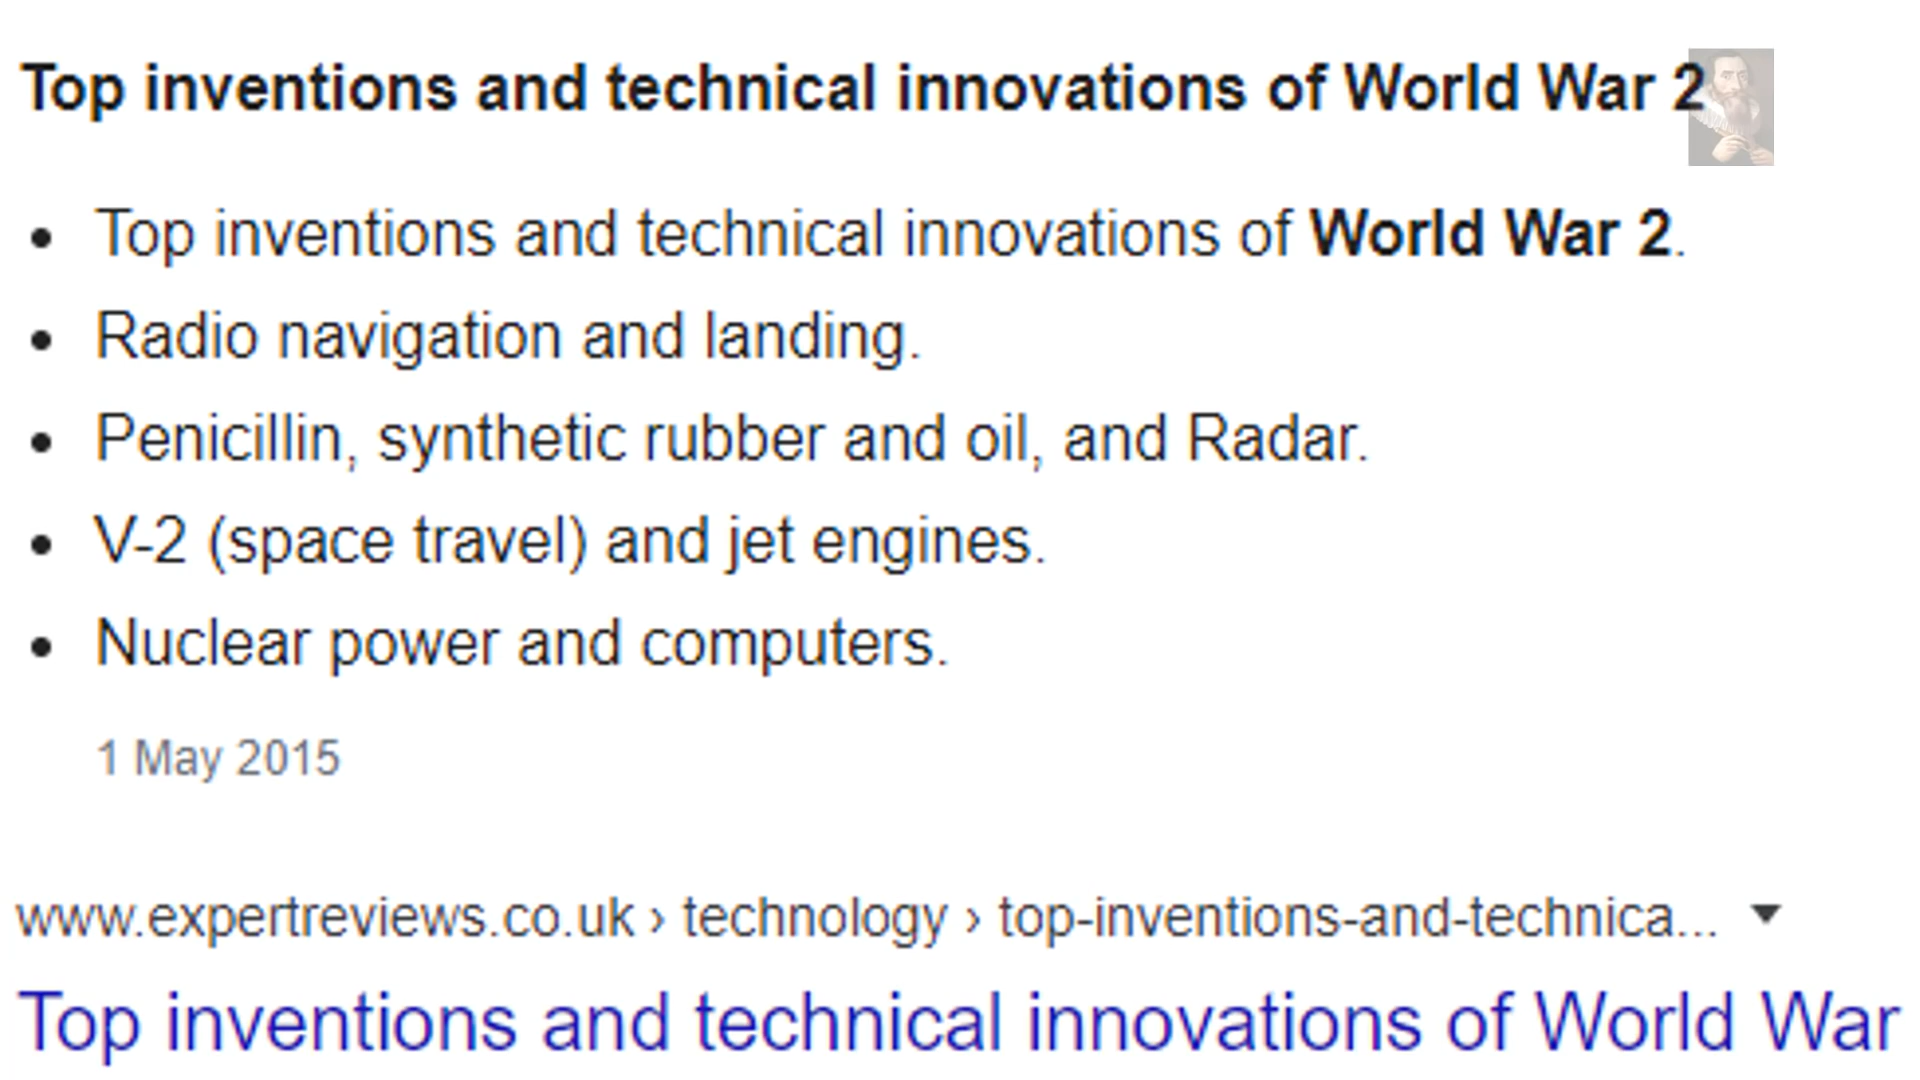 Top inventions and technical innovations of World War 2
• Top inventions and technical innovations of World War 2.
• Radio navigation and landing.
• Penicillin, synthetic rubber and oil, and Radar.
• V-2 (space travel) and jet engines.
• Nuclear power and computers.
1 May 2015
www.expertreviews.co.uk › technology › top-inventions-and-technica...
Top inventions and technical innovations of World War